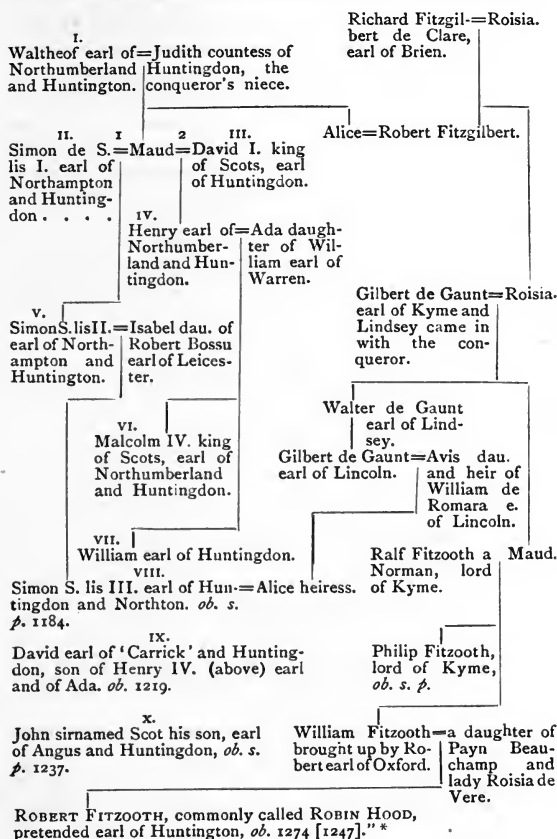 Richard Fitzgil-=Roisia.
bert de Clare,
earl of Brien.
I.
Waltheof earl of=Judith countess of
Northumberland Huntingdon, the
and Huntington. conqueror's niece.
Alice=Robert Fitzgilbert.
II. 1 2 III.
Simon de S.=Maud=David I. king
lis I. earl of of Scots, earl
Northampton of Huntingdon.
and Hunting-
don . . . .
IV.
Henry earl of=Ada daugh-
Northumber- ter of Wil-
land and Hun- liam earl of
tingdon. Warren.
Gilbert de Gaunt=Roisia.
earl of Kyme and
Lindsey came in
with the con-
queror.
V.
Simon S. lis II.=Isabel dau. of
earl of North- Robert Bossu
ampton and earl of Leices-
Huntington. ter.
Walter de Gaunt
earl of Lind-
sey.
VI.
Malcolm IV. king
of Scots, earl of
Northumberland
and Huntingdon.
Gilbert de Gaunt=Avis dau.
earl of Lincoln. and heir of
William de
Romara e.
of Lincoln.
VII.
William earl of Huntingdon.
VIII.
Simon S. lis III. earl of Hun-=Alice heiress.
tingdon and Northton. ob. s.
p. 1184.
Ralf Fitzooth a Maud.
Norman, lord
of Kyme.
IX.
David earl of 'Carrick' and Hunting-
don, son of Henry IV. (above) earl
and of Ada. ob. 1219.
Philip Fitzooth,
lord of Kyme,
ob. s. p.
X.
John sirnamed Scot his son, earl
of Angus and Huntingdon, ob. s.
p. 1237.
William Fitzooth=a daughter of
brought up by Ro- Payn Beau-
bert earl of Oxford. champ and
lady Roisia de
Vere.
ROBERT FITZOOTH, commonly called ROBIN HOOD,
pretended earl of Huntington, ob. 1274 [1247]." *